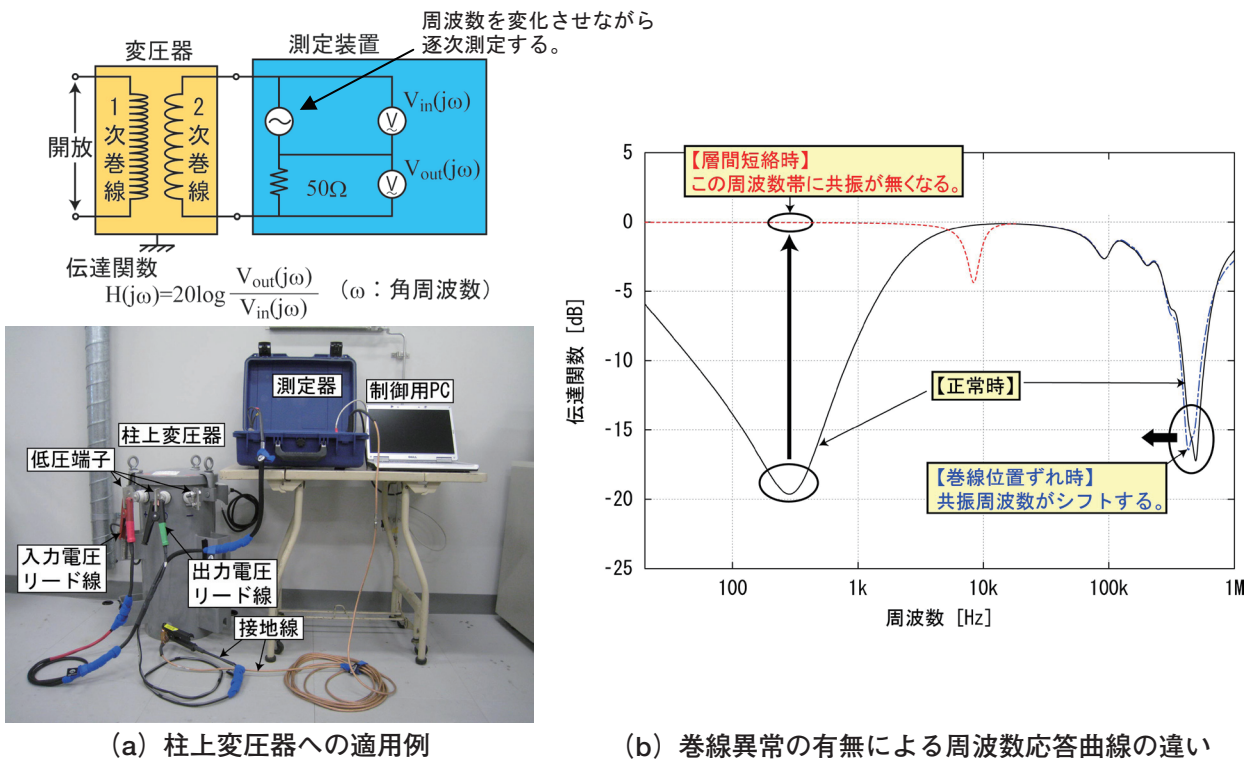 周波数を変化させながら
逐次測定する。
変圧器
測定装置
1次巻線
2次巻線
開放
V_in(jω)
V
V_out(jω)
V
50Ω
伝達関数
H(jω)=20log V_out(jω)/V_in(jω) (ω：角周波数)
測定器
制御用PC
柱上変圧器
低圧端子
入力電圧
リード線
出力電圧
リード線
接地線
(a) 柱上変圧器への適用例
【層間短絡時】
この周波数帯に共振が無くなる。
【正常時】
【巻線位置ずれ時】
共振周波数がシフトする。
伝達関数 [dB]
5
0
-5
-10
-15
-20
-25
100
1k
10k
100k
1M
周波数 [Hz]
(b) 巻線異常の有無による周波数応答曲線の違い